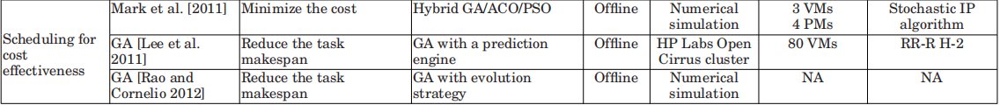 Scheduling for
cost
effectiveness
Mark et al. [2011] Minimize the cost Hybrid GA/ACO/PSO Offline Numerical 3 VMs Stochastic IP
simulation 4 PMs algorithm
GA [Lee et al. Reduce the task GA with a prediction Offline HP Labs Open 80 VMs RR-R H-2
2011] makespan engine Cirrus cluster
GA [Rao and Reduce the task GA with evolution Offline Numerical NA NA
Cornelio 2012] makespan strategy simulation